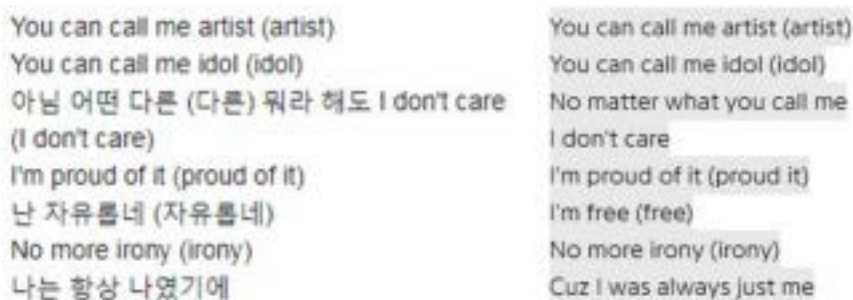 You can call me artist (artist)
You can call me idol (idol)
아님 어떤 다른 (다른) 뭐라 해도 I don't care
(I don't care)
I'm proud of it (proud of it)
난 자유롭네 (자유롭네)
No more irony (irony)
나는 항상 나였기에
You can call me artist (artist)
You can call me idol (idol)
No matter what you call me
I don't care
I'm proud of it (proud it)
I'm free (free)
No more irony (irony)
Cuz I was always just me